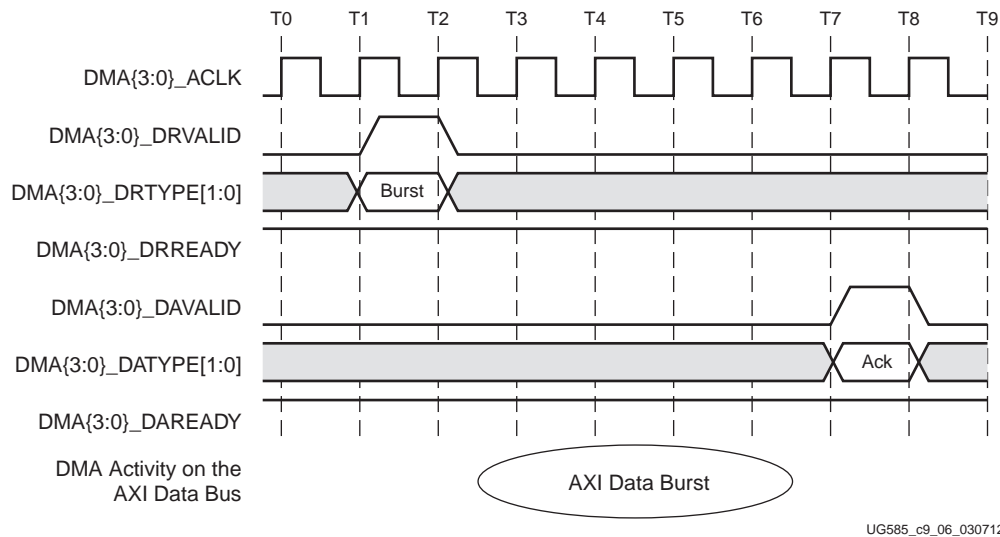 T0 T1 T2 T3 T4 T5 T6 T7 T8 T9
DMA{3:0}_ACLK
DMA{3:0}_DRVALID
DMA{3:0}_DRTYPE[1:0] Burst
DMA{3:0}_DRREADY
DMA{3:0}_DAVALID
DMA{3:0}_DATYPE[1:0] Ack
DMA{3:0}_DAREADY
DMA Activity on the
AXI Data Bus
AXI Data Burst
UG585_c9_06_030712